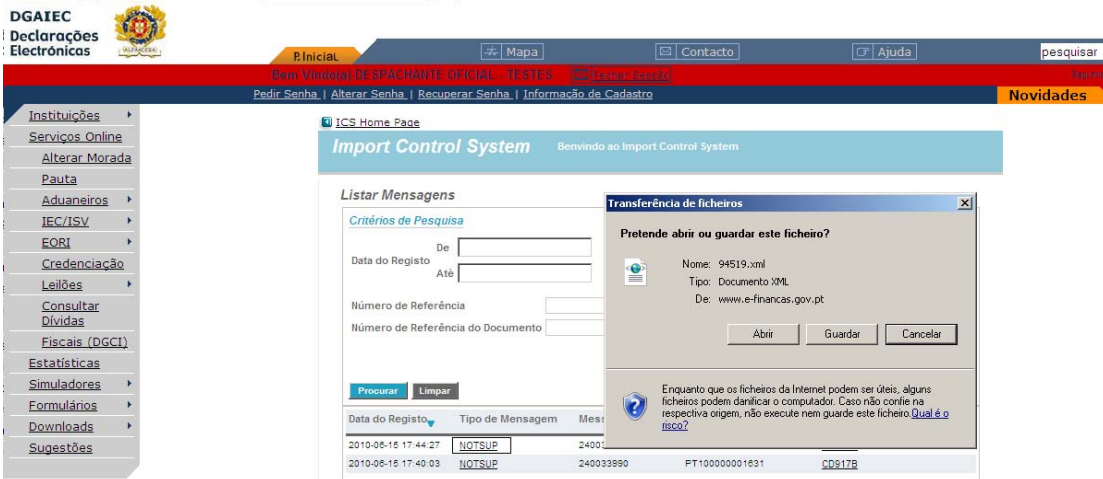 DGAIEC
Declarações
Electrónicas
P.Inicial
Mapa
Contacto
Ajuda
pesquisar
Bem Vindo(a) DESPACHANTE OFICIAL - TESTES
Fechar Sessão
Pedir Senha | Alterar Senha | Recuperar Senha | Informação de Cadastro
Novidades
Instituições
Serviços Online
Alterar Morada
Pauta
Aduaneiros
IEC/ISV
EORI
Credenciação
Leilões
Consultar
Dívidas
Fiscais (DGCI)
Estatísticas
Simuladores
Formulários
Downloads
Sugestões
ICS Home Page
Import Control System
Benvindo ao Import Control System
Listar Mensagens
Critérios de Pesquisa
Data do Registo
De
Até
Número de Referência
Número de Referência do Documento
Procurar
Limpar
Data do Registo
Tipo de Mensagem
2010-06-15 17:44:27
NOTSUP
2010-06-15 17:40:03
NOTSUP
240033990
PT100000001631
CD917B
Transferência de ficheiros
Pretende abrir ou guardar este ficheiro?
Nome: 94519.xml
Tipo: Documento XML
De: www.e-financas.gov.pt
Abrir
Guardar
Cancelar
Enquanto que os ficheiros da Internet podem ser úteis, alguns
ficheiros podem danificar o computador. Caso não confie na
respectiva origem, não execute nem guarde este ficheiro. Qual é o
risco?